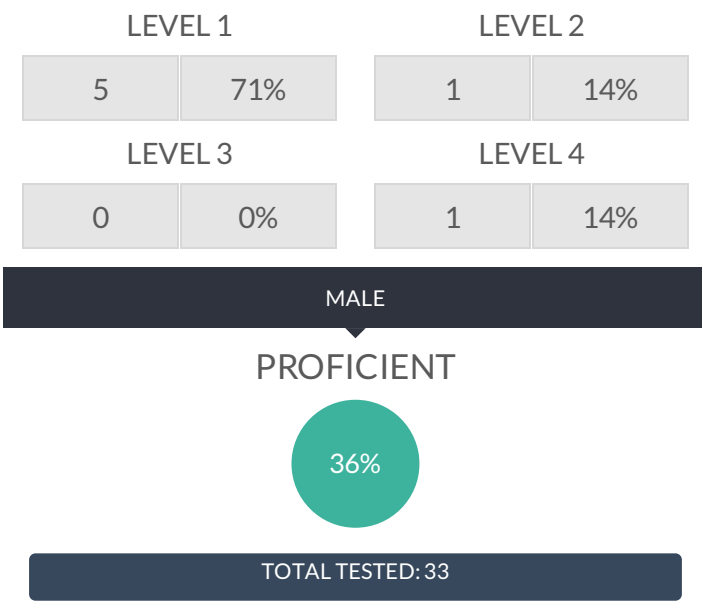 LEVEL 1 LEVEL 2
5 71% 1 14%
LEVEL 3 LEVEL 4
0 0% 1 14%
MALE
PROFICIENT
36%
TOTAL TESTED: 33